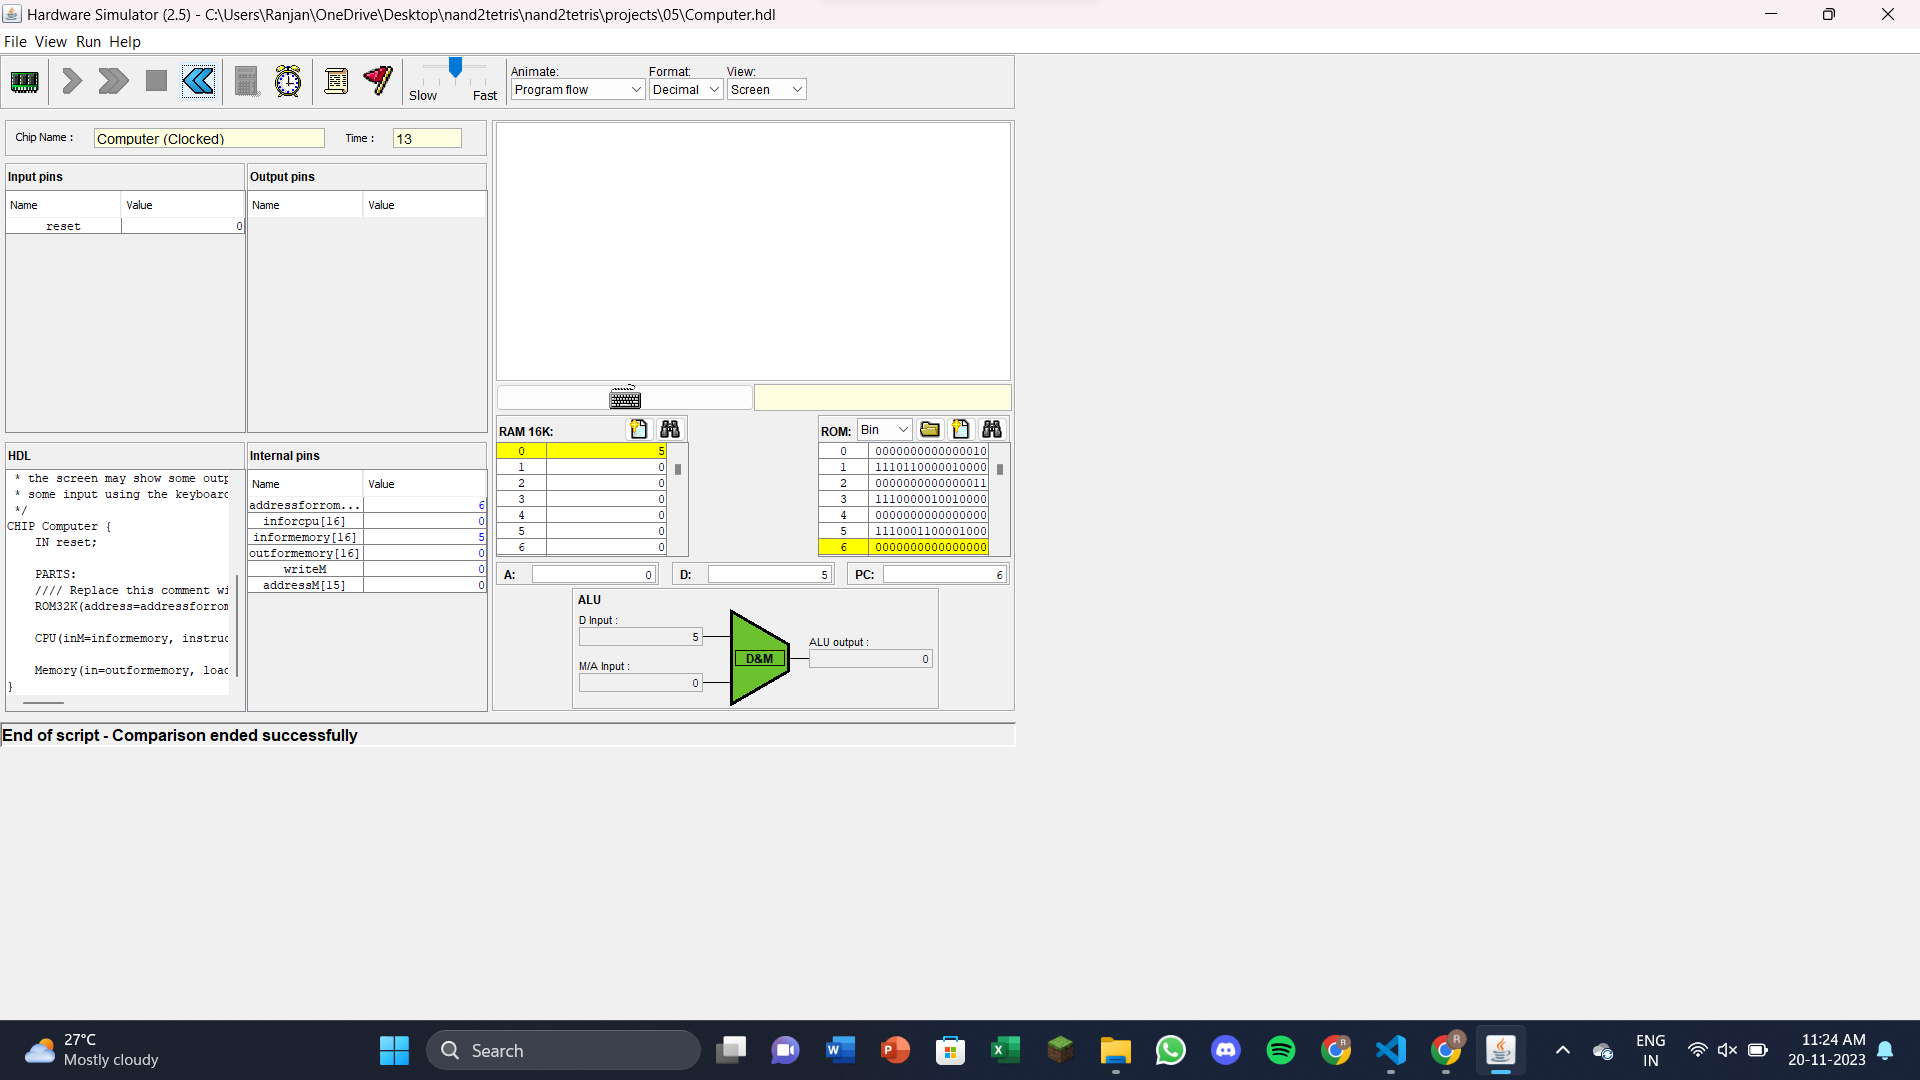 Hardware Simulator (2.5) - C:\Users\Ranjan\OneDrive\Desktop\nand2tetris\nand2tetris\projects\05\Computer.hdl
File View Run Help
Slow Fast
Animate: Format: View:
Program flow Decimal Screen
Chip Name : Computer (Clocked) Time : 13
Input pins
Name Value
reset 0
Output pins
Name Value
HDL
* the screen may show some outp
* some input using the keyboard
*/
CHIP Computer {
IN reset;
PARTS:
//// Replace this comment wi
ROM32K(address=addressforrom
CPU(inM=informemory, instruc
Memory(in=outformemory, load
}
Internal pins
Name Value
addressforrom... 6
inforcpu[16] 0
informemory[16] 5
outformemory[16] 0
writeM 0
addressM[15] 0
RAM 16K:
0 5
1 0
2 0
3 0
4 0
5 0
6 0
ROM: Bin
0 0000000000000010
1 1110110000010000
2 0000000000000011
3 1110000010010000
4 0000000000000000
5 1110001100001000
6 0000000000000000
A: 0 D: 5 PC: 6
ALU
D Input :
5
M/A Input :
0
D&M
ALU output :
0
End of script - Comparison ended successfully
27°C
Mostly cloudy
Search
ENG
IN
11:24 AM
20-11-2023